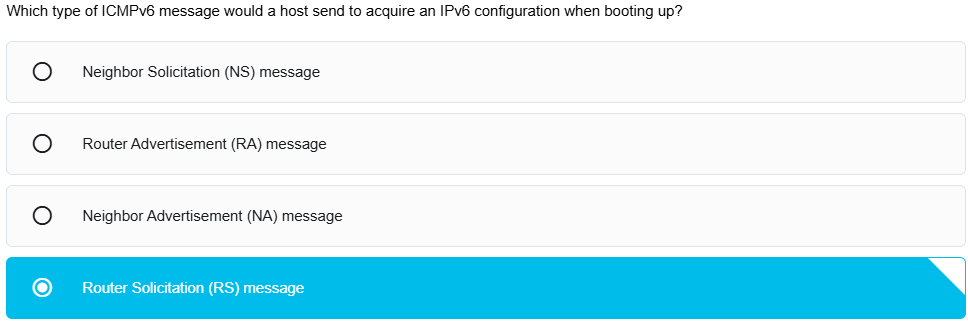 Which type of ICMPv6 message would a host send to acquire an IPv6 configuration when booting up?
Neighbor Solicitation (NS) message
Router Advertisement (RA) message
Neighbor Advertisement (NA) message
Router Solicitation (RS) message